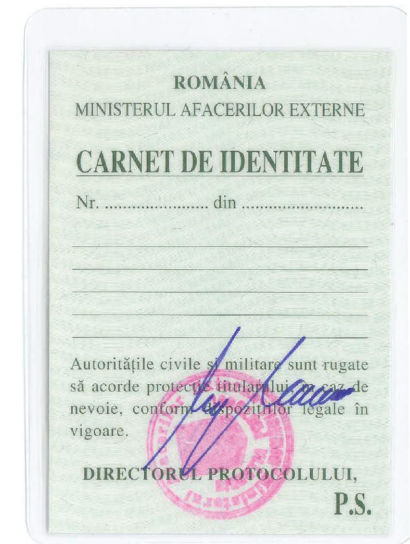 ROMÂNIA
MINISTERUL AFACERILOR EXTERNE
CARNET DE IDENTITATE
Nr. ...................... din ..........................
Autoritățile civile și militare sunt rugate
să acorde protecție titularului, în caz de
nevoie, conform dispozițiilor legale în
vigoare.
DIRECTORUL PROTOCOLULUI,
P.S.